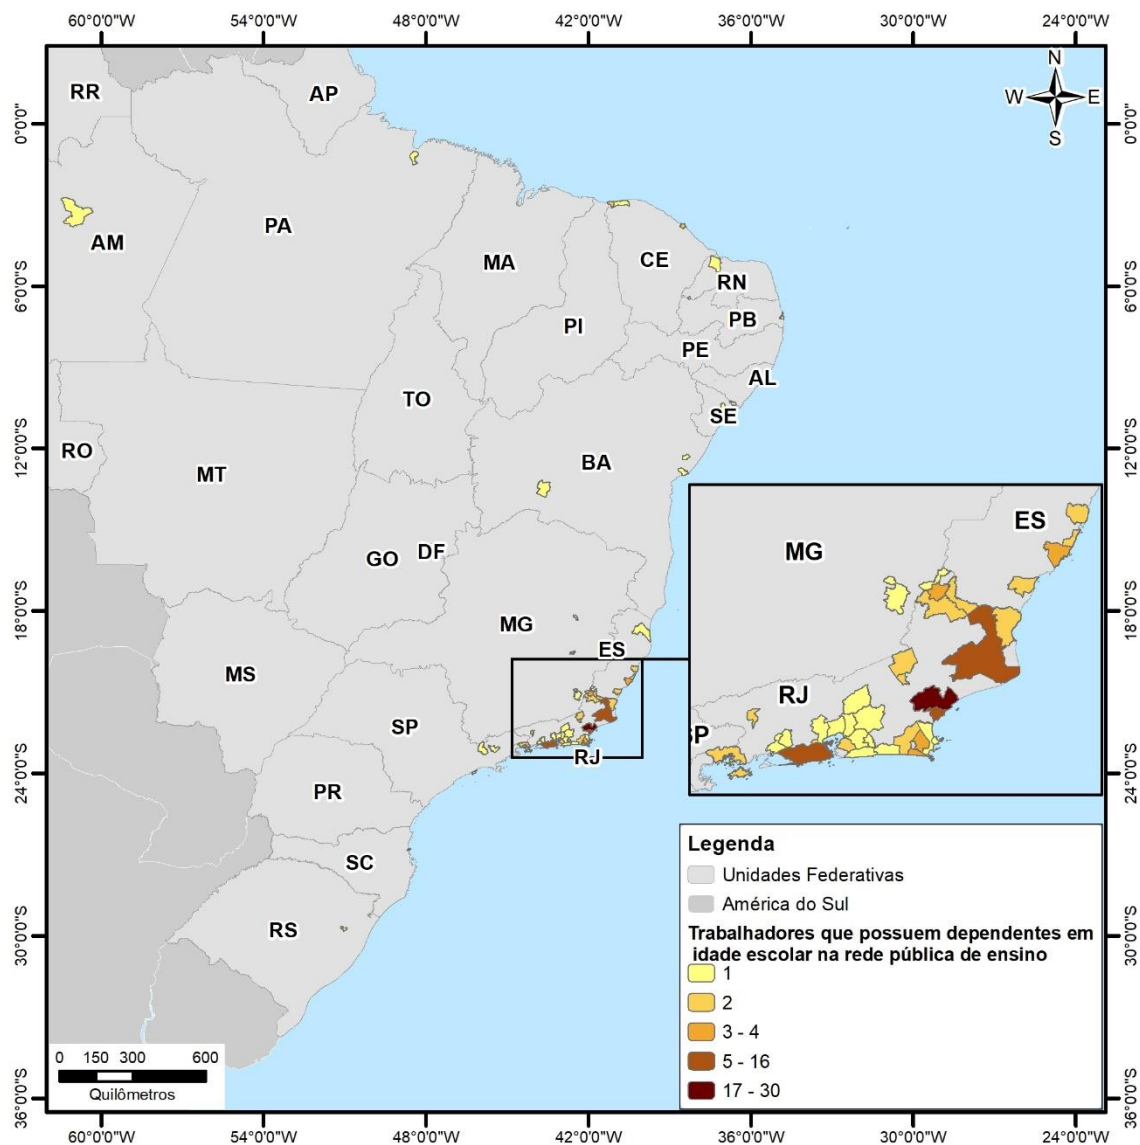 60°0'0"W 54°0'0"W 48°0'0"W 42°0'0"W 36°0'0"W 30°0'0"W 24°0'0"W
N
W E
S
0°0'0" 0°0'0"
RR
AP
AM
PA
MA
CE
RN
PB
PI
PE
AL
SE
TO
6°0'0"S 6°0'0"S
RO
MT
BA
12°0'0"S 12°0'0"S
GO
DF
MG
ES
MS
SP
RJ
18°0'0"S 18°0'0"S
PR
SC
RS
24°0'0"S 24°0'0"S
MG
ES
RJ
SP
30°0'0"S 30°0'0"S
Legenda
Unidades Federativas
América do Sul
Trabalhadores que possuem dependentes em
idade escolar na rede pública de ensino
1
2
3 - 4
5 - 16
17 - 30
0 150 300 600
Quilômetros
36°0'0"S 36°0'0"S
60°0'0"W 54°0'0"W 48°0'0"W 42°0'0"W 36°0'0"W 30°0'0"W 24°0'0"W